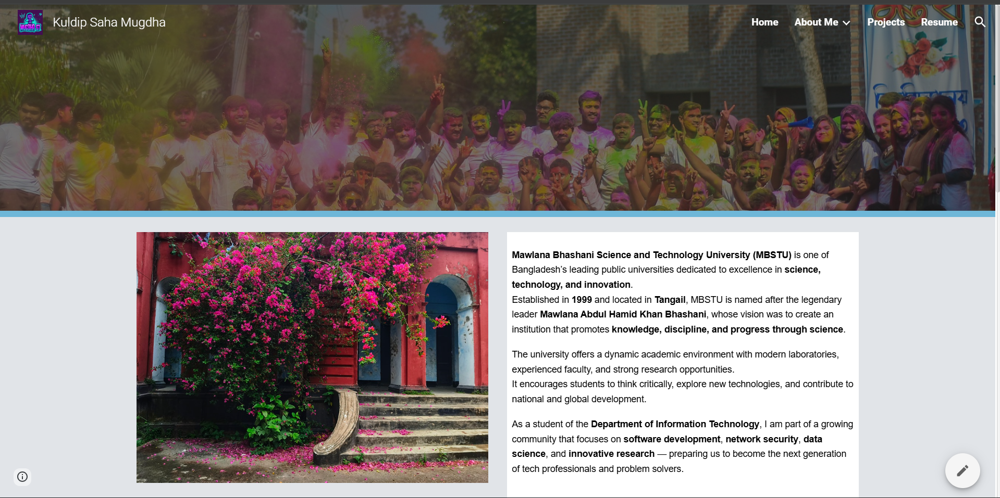 Kuldip Saha Mugdha
Home About Me Projects Resume
Mawlana Bhashani Science and Technology University (MBSTU) is one of
Bangladesh’s leading public universities dedicated to excellence in science,
technology, and innovation.
Established in 1999 and located in Tangail, MBSTU is named after the legendary
leader Mawlana Abdul Hamid Khan Bhashani, whose vision was to create an
institution that promotes knowledge, discipline, and progress through science.
The university offers a dynamic academic environment with modern laboratories,
experienced faculty, and strong research opportunities.
It encourages students to think critically, explore new technologies, and contribute to
national and global development.
As a student of the Department of Information Technology, I am part of a growing
community that focuses on software development, network security, data
science, and innovative research — preparing us to become the next generation
of tech professionals and problem solvers.